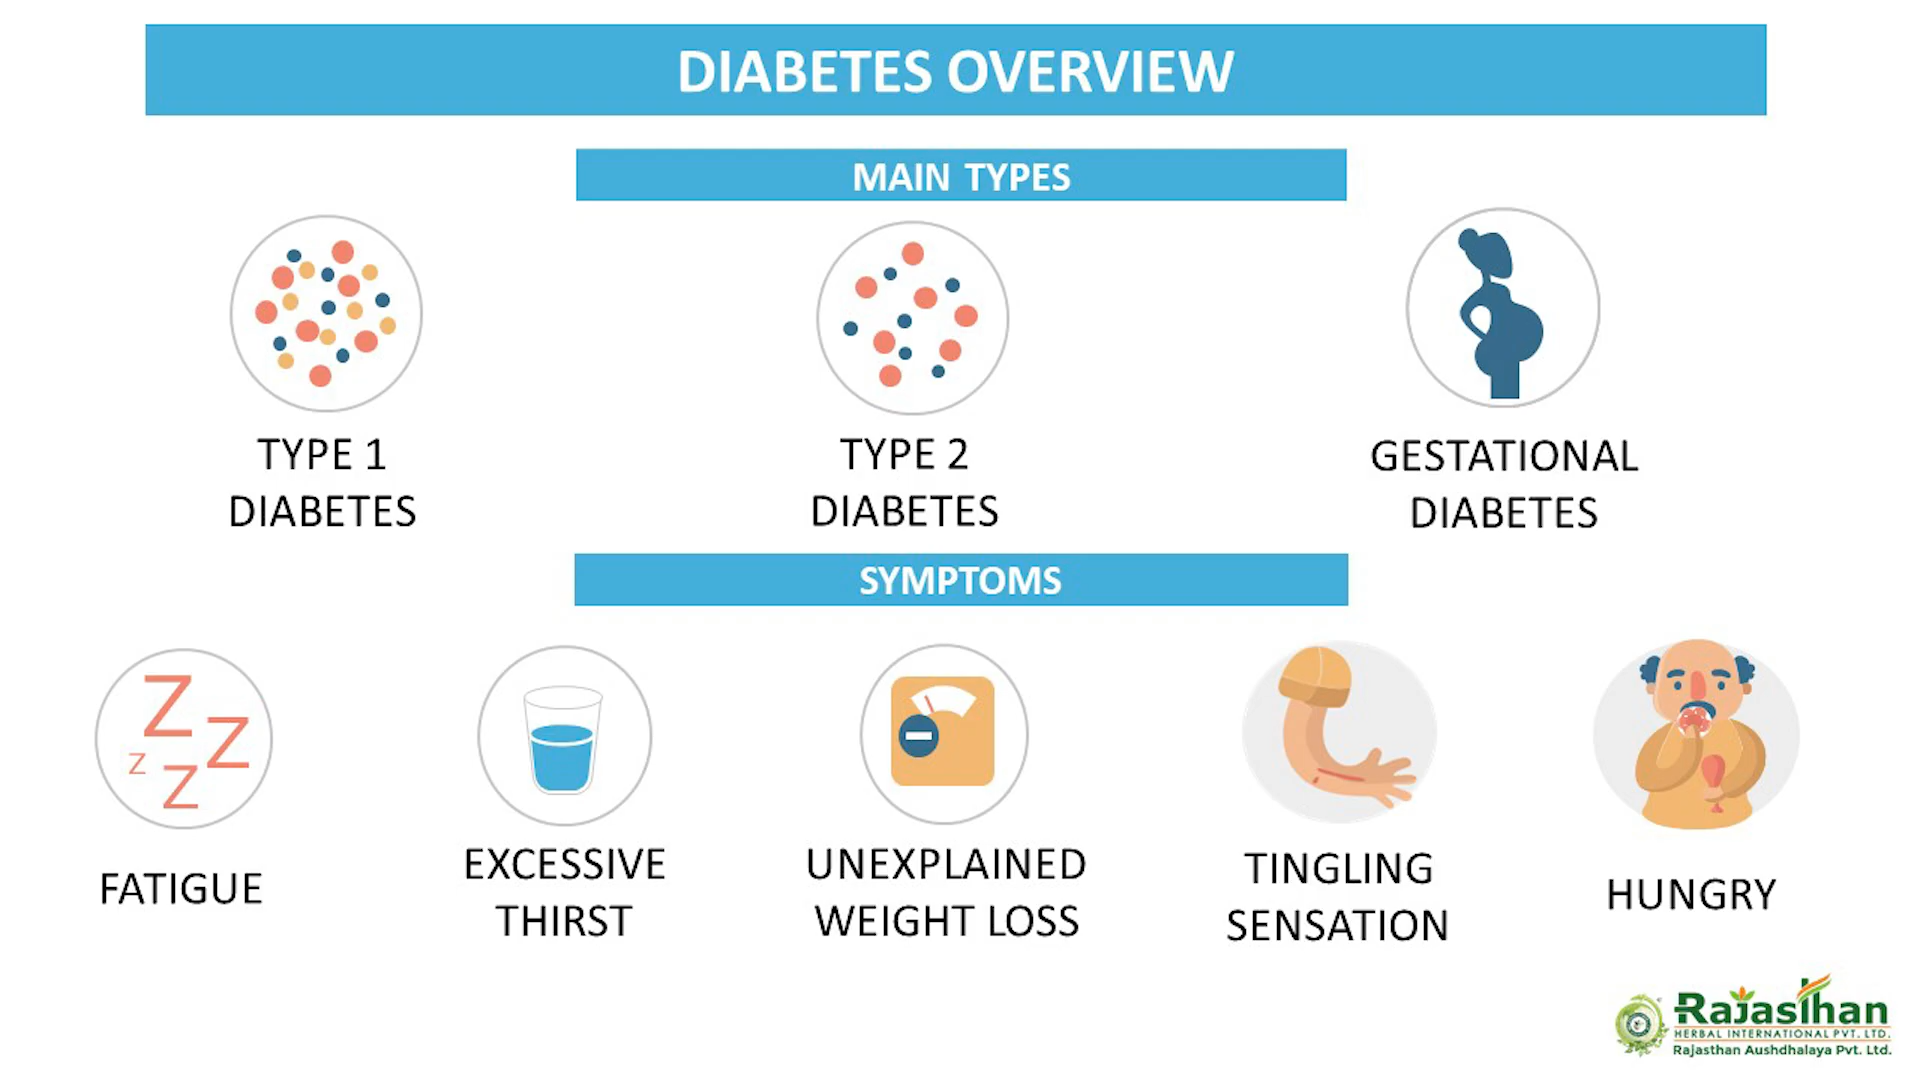 DIABETES OVERVIEW
MAIN TYPES
TYPE 1
DIABETES
TYPE 2
DIABETES
GESTATIONAL
DIABETES
SYMPTOMS
Z
Z
Z
Z
FATIGUE
EXCESSIVE
THIRST
UNEXPLAINED
WEIGHT LOSS
TINGLING
SENSATION
HUNGRY
Rajasthan
HERBAL INTERNATIONAL PVT. LTD.
Rajasthan Aushdhalaya Pvt. Ltd.